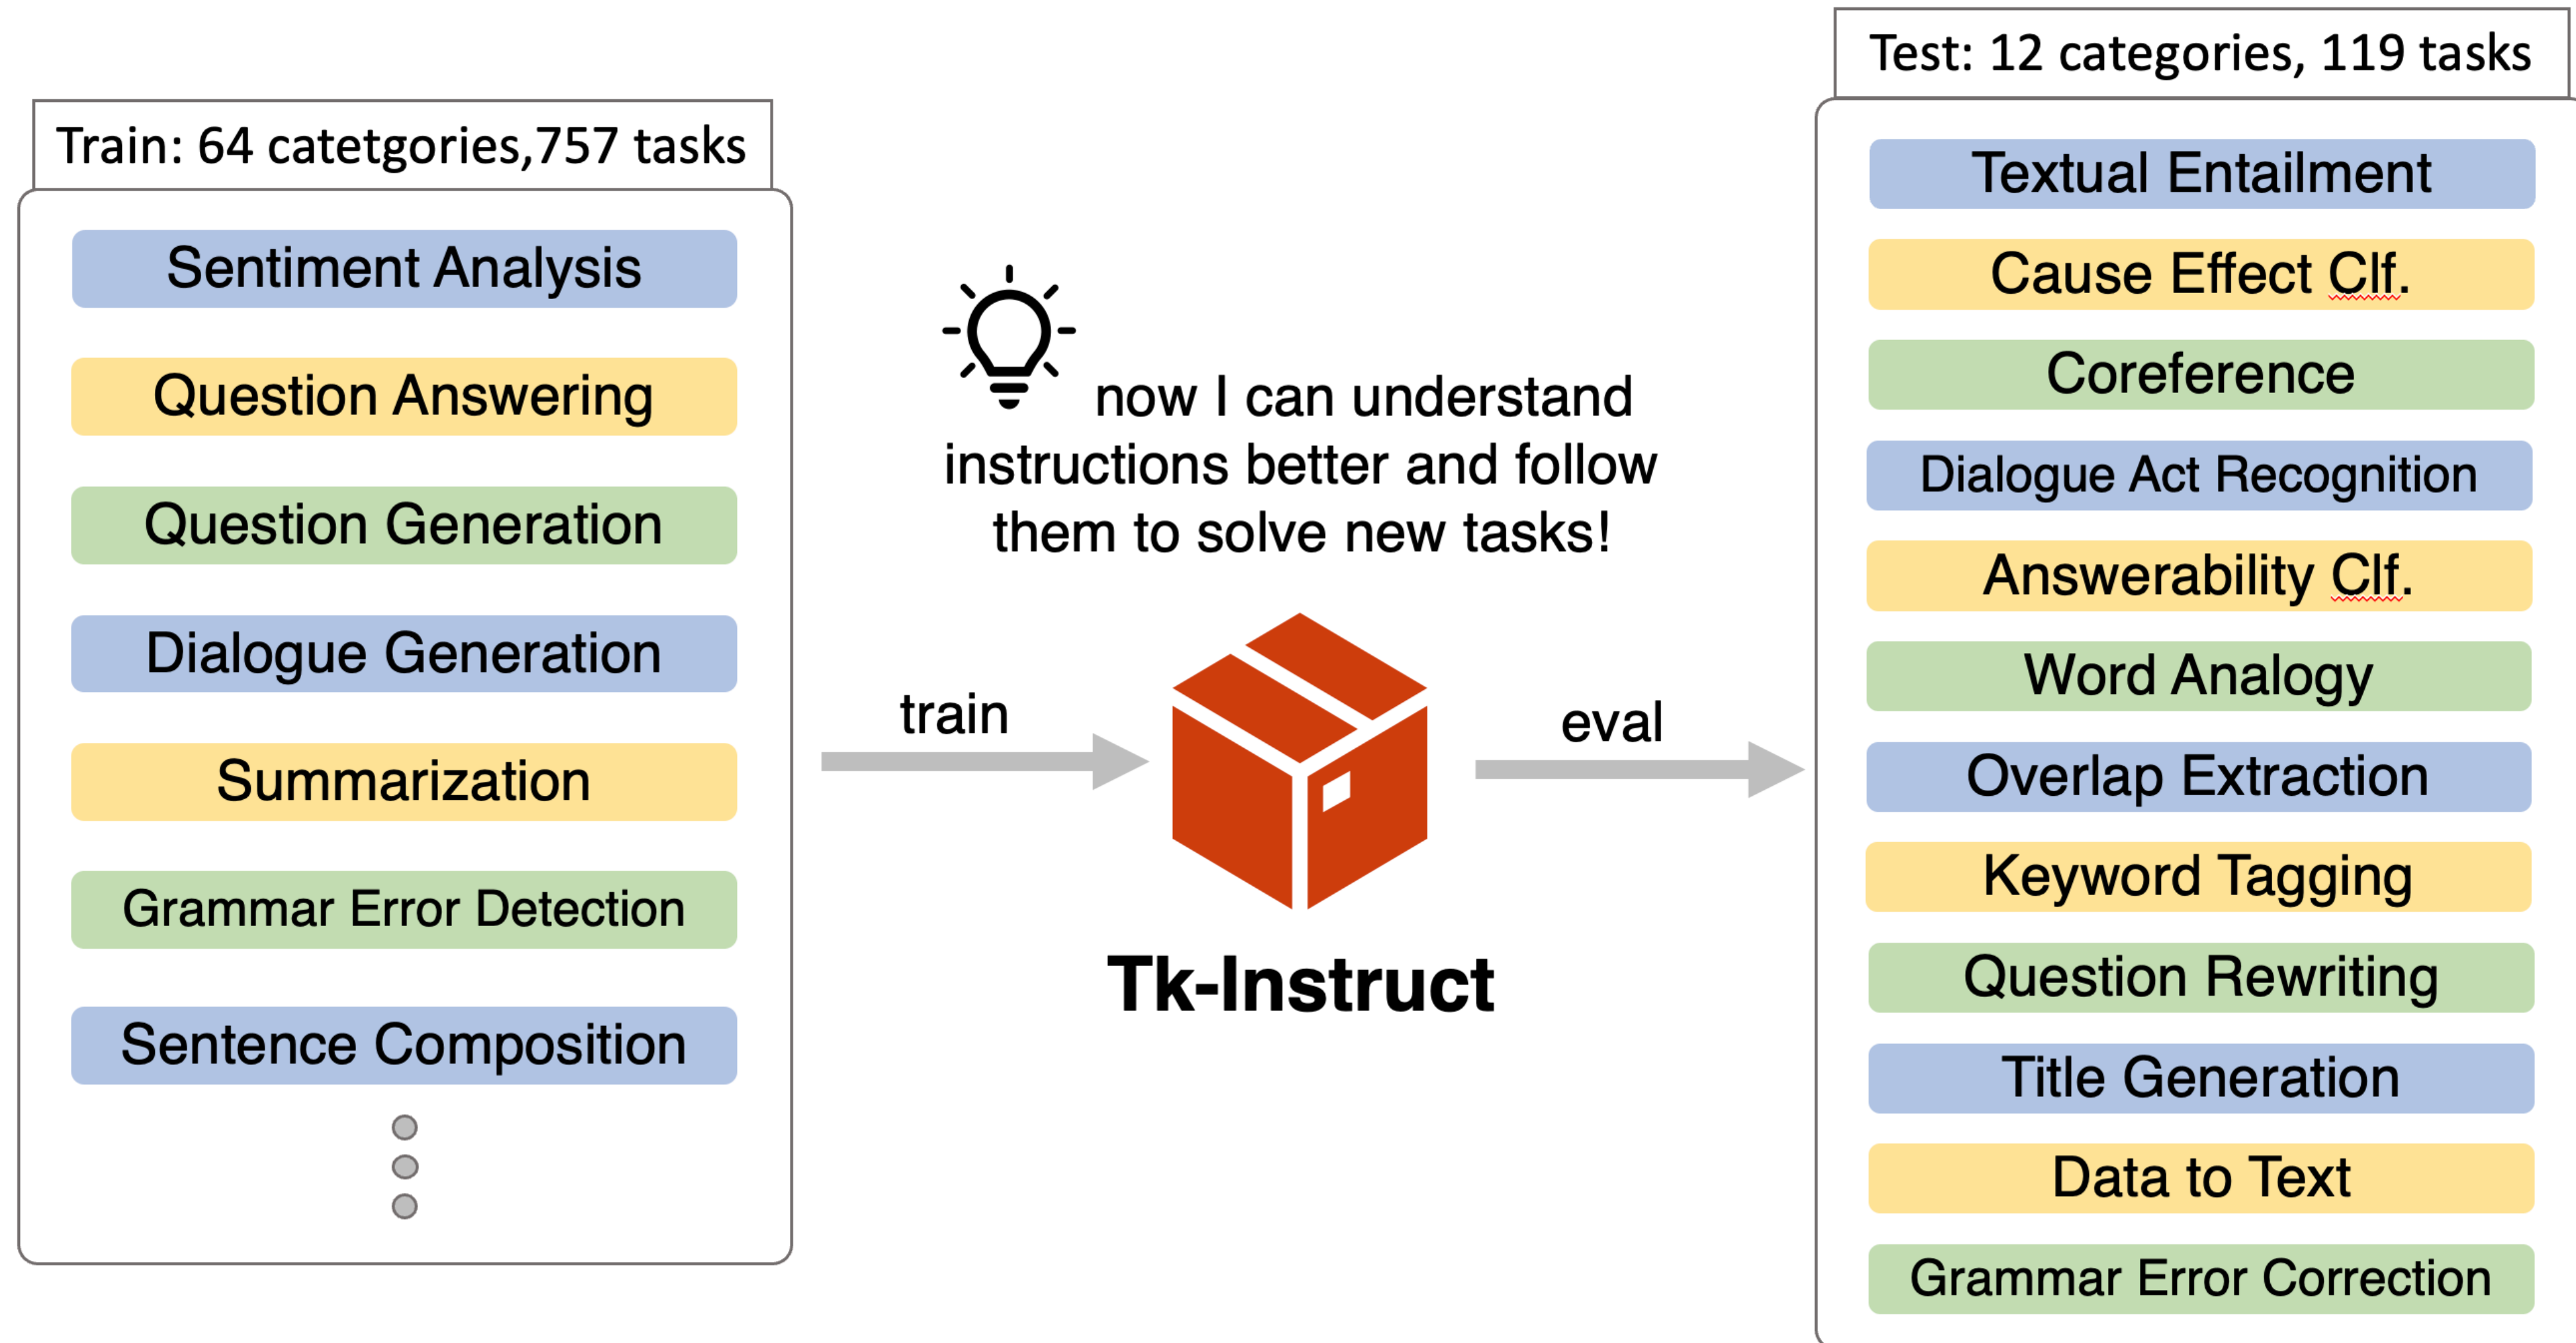 Train: 64 catetgories,757 tasks
Sentiment Analysis
Question Answering
Question Generation
Dialogue Generation
Summarization
Grammar Error Detection
Sentence Composition
now I can understand
instructions better and follow
them to solve new tasks!
train
eval
Tk-Instruct
Test: 12 categories, 119 tasks
Textual Entailment
Cause Effect Clf.
Coreference
Dialogue Act Recognition
Answerability Clf.
Word Analogy
Overlap Extraction
Keyword Tagging
Question Rewriting
Title Generation
Data to Text
Grammar Error Correction